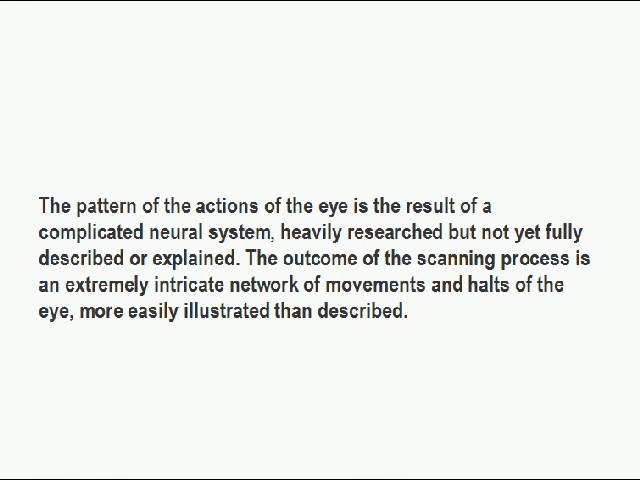 The pattern of the actions of the eye is the result of a
complicated neural system, heavily researched but not yet fully
described or explained. The outcome of the scanning process is
an extremely intricate network of movements and halts of the
eye, more easily illustrated than described.